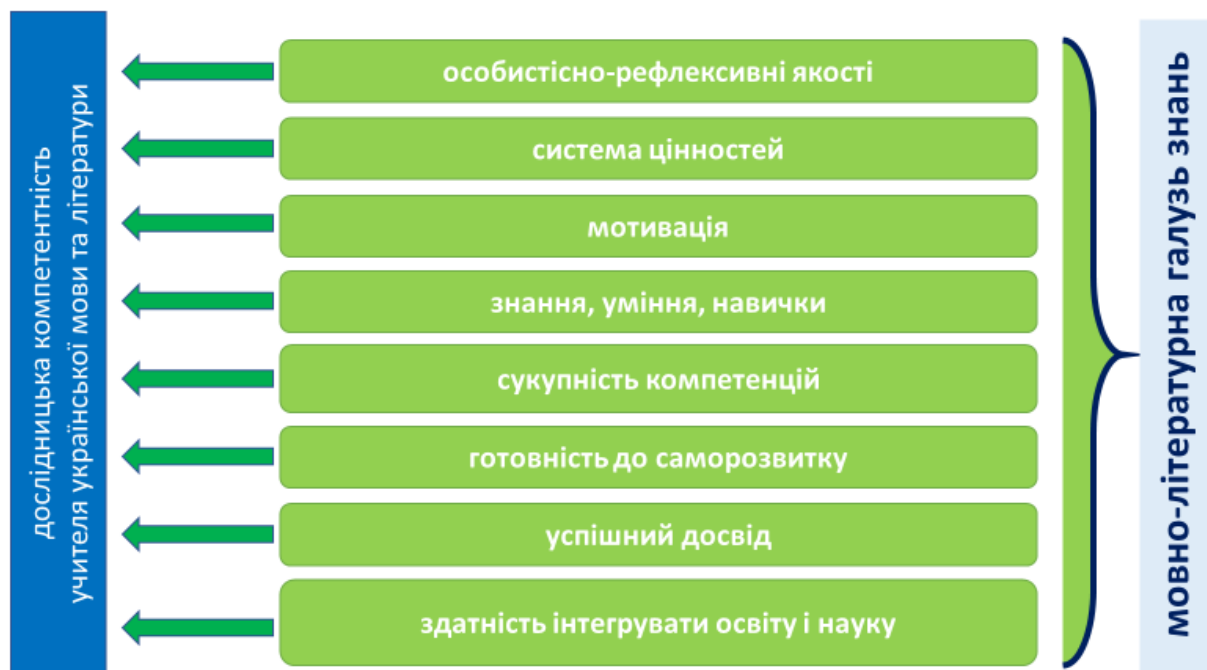 дослідницька компетентність
учителя української мови та літератури
особистісно-рефлексивні якості
система цінностей
мотивація
знання, уміння, навички
сукупність компетенцій
готовність до саморозвитку
успішний досвід
здатність інтегрувати освіту і науку
мовно-літературна галузь знань